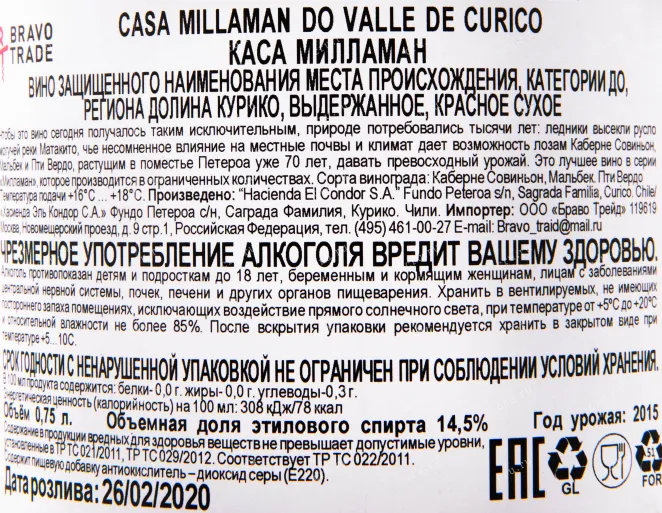 BRAVO
TRADE
CASA MILLAMAN DO VALLE DE CURICO
КАСА МИЛЛАМАН
ВИНО ЗАЩИЩЕННОГО НАИМЕНОВАНИЯ МЕСТА ПРОИСХОЖДЕНИЯ, КАТЕГОРИИ DO,
РЕГИОНА ДОЛИНА КУРИКО, ВЫДЕРЖАННОЕ, КРАСНОЕ СУХОЕ
Чтобы это вино сегодня получалось таким исключительным, природе потребовались тысячи лет: ледники высекли русло
могучей реки Матакито, чье несомненное влияние на местные почвы и климат дает возможность лозам Каберне Совиньон,
Мальбек и Пти Вердо, растущим в поместье Петероа уже 70 лет, давать превосходный урожай. Это лучшее вино в серии
«Милламан», которое производится в ограниченных количествах. Сорта винограда: Каберне Совиньон, Мальбек. Пти Вердо
Температура подачи +16°С ... +18°С. Произведено: "Hacienda El Condor S.A." Fundo Peteroa s/n, Sagrada Familia, Curico. Chile/
«Хасиенда Эль Кондор С.А.» Фундо Петероа с/н, Саграда Фамилия, Курико. Чили. Импортер: ООО «Браво Трейд» 119619
Москва, Новомещерский проезд, д. 9 стр.1, Российская Федерация, тел. (495) 461-00-27 E-mail: Bravo_traid@mail.ru
ЧРЕЗМЕРНОЕ УПОТРЕБЛЕНИЕ АЛКОГОЛЯ ВРЕДИТ ВАШЕМУ ЗДОРОВЬЮ.
Алкоголь противопоказан детям и подросткам до 18 лет, беременным и кормящим женщинам, лицам с заболеваниями
центральной нервной системы, почек, печени и других органов пищеварения. Хранить в вентилируемых, не имеющих
постороннего запаха помещениях, исключающих воздействие прямого солнечного света, при температуре от +5°С до +20°С
и относительной влажности не более 85%. После вскрытия упаковки рекомендуется хранить в закрытом виде при
температуре +5...10С.
СРОК ГОДНОСТИ С НЕНАРУШЕННОЙ УПАКОВКОЙ НЕ ОГРАНИЧЕН ПРИ СОБЛЮДЕНИИ УСЛОВИЙ ХРАНЕНИЯ.
В 100 мл продукта содержится: белки- 0,0 г. жиры- 0,0 г. углеводы-0,3 г.
Энергетическая ценность (калорийность) на 100 мл: 308 кДж/78 ккал
Объём 0,75 л. Объемная доля этилового спирта 14,5% Год урожая: 2015
Содержание в продукции вредных для здоровья веществ не превышает допустимые уровни,
установленные в ТР ТС 021/2011, ТР ТС 029/2012. Соответствует ТР ТС 022/2011.
Содержит пищевую добавку антиокислитель – диоксид серы (Е220).
Дата розлива: 26/02/2020
EAC
GL
51
FOR